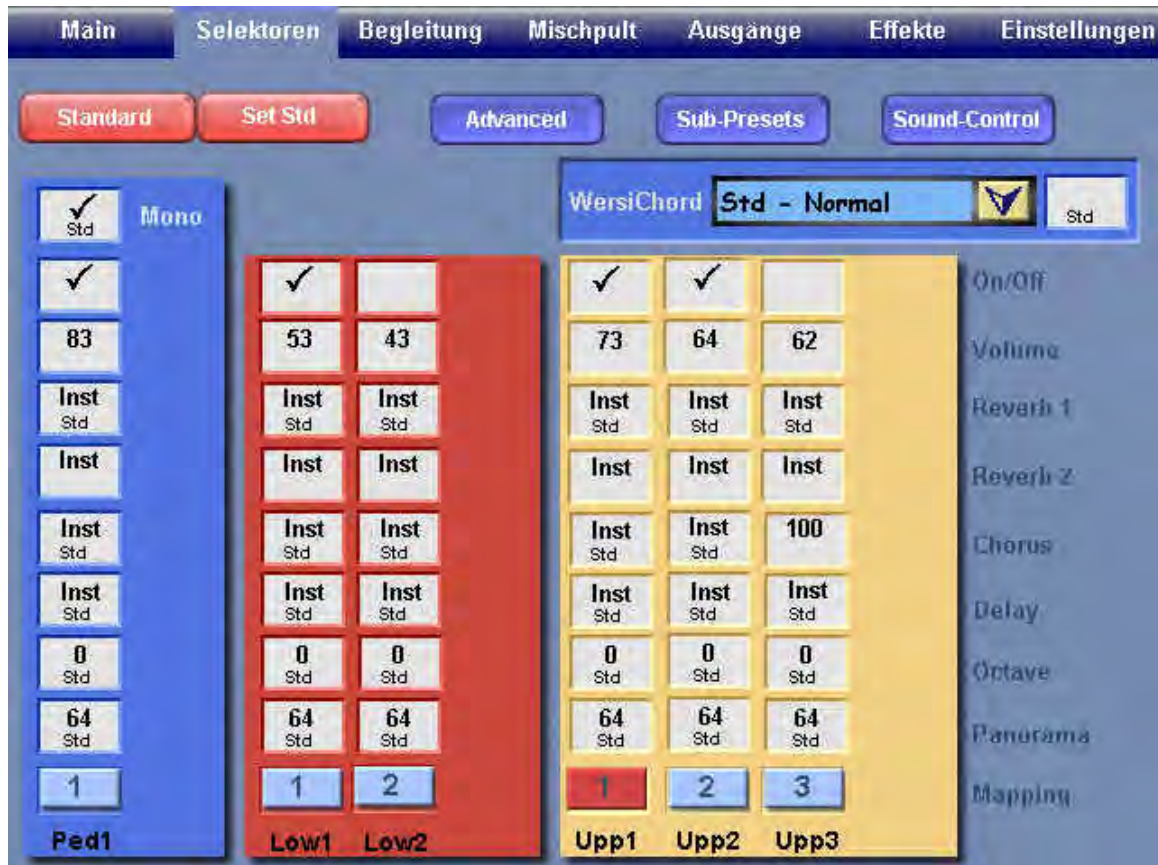 Main Selektoren Begleitung Mischpult Ausgänge Effekte Einstellungen
Standard Set Std Advanced Sub-Presets Sound-Control
Std Mono WersiChord Std - Normal Std
On/Off
83 53 43 73 64 62 Volume
Inst Inst Inst Inst Inst Inst Reverb 1
Std Std Std Std Std Std
Inst Inst Inst Inst Inst Inst Reverb 2
Inst Inst Inst Inst Inst 100 Chorus
Std Std Std Std Std
Inst Inst Inst Inst Inst Inst Delay
Std Std Std Std Std Std
0 0 0 0 0 0 Octave
Std Std Std Std Std Std
64 64 64 64 64 64 Panorama
Std Std Std Std Std Std
1 1 2 1 2 3 Mapping
Ped1 Low1 Low2 Upp1 Upp2 Upp3